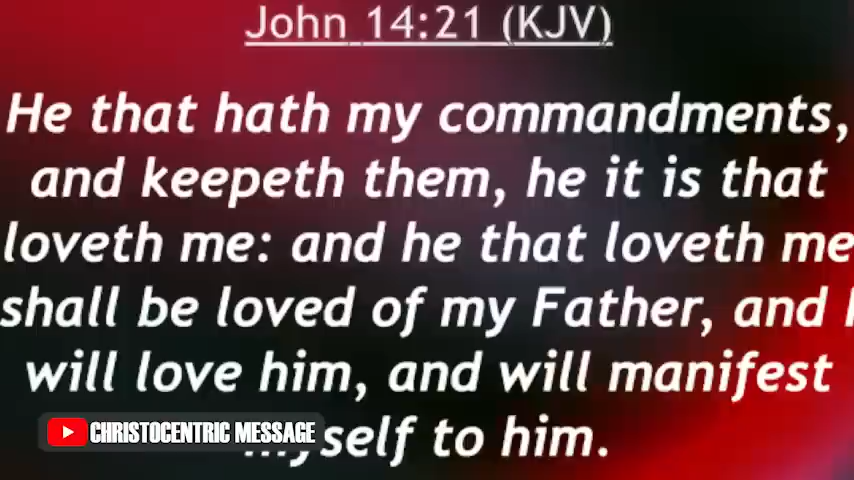 John 14:21 (KJV)
He that hath my commandments,
and keepeth them, he it is that
loveth me: and he that loveth me
shall be loved of my Father, and I
will love him, and will manifest
myself to him.
CHRISTOCENTRIC MESSAGE